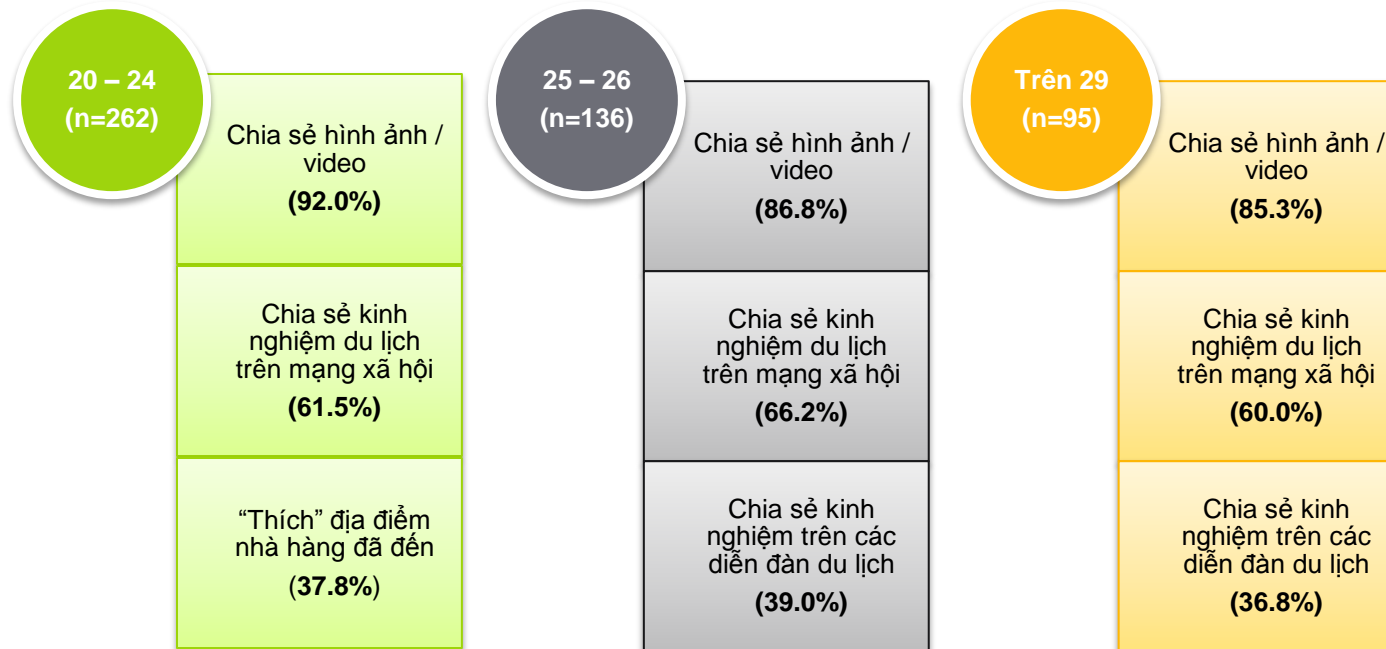 20 – 24
(n=262)
Chia sẻ hình ảnh /
video
(92.0%)
Chia sẻ kinh
nghiệm du lịch
trên mạng xã hội
(61.5%)
“Thích” địa điểm
nhà hàng đã đến
(37.8%)
25 – 26
(n=136)
Chia sẻ hình ảnh /
video
(86.8%)
Chia sẻ kinh
nghiệm du lịch
trên mạng xã hội
(66.2%)
Chia sẻ kinh
nghiệm trên các
diễn đàn du lịch
(39.0%)
Trên 29
(n=95)
Chia sẻ hình ảnh /
video
(85.3%)
Chia sẻ kinh
nghiệm du lịch
trên mạng xã hội
(60.0%)
Chia sẻ kinh
nghiệm trên các
diễn đàn du lịch
(36.8%)